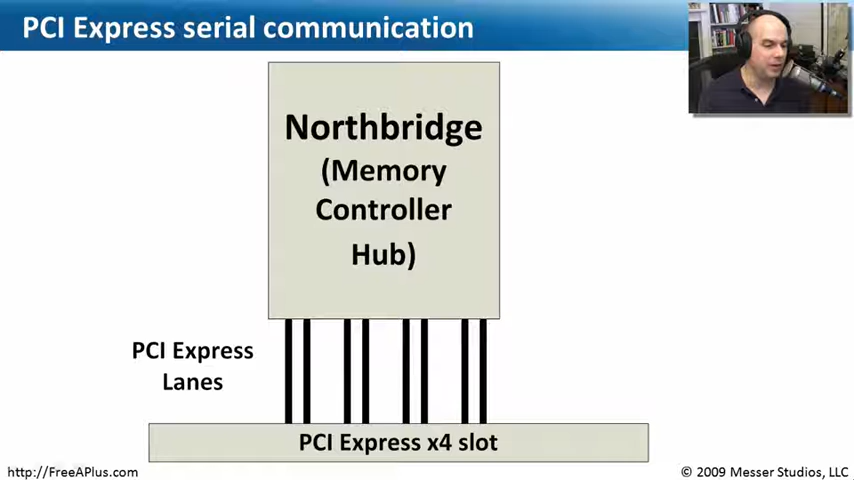 PCI Express serial communication
Northbridge
(Memory
Controller
Hub)
PCI Express
Lanes
PCI Express x4 slot
http://FreeAPlus.com
© 2009 Messer Studios, LLC